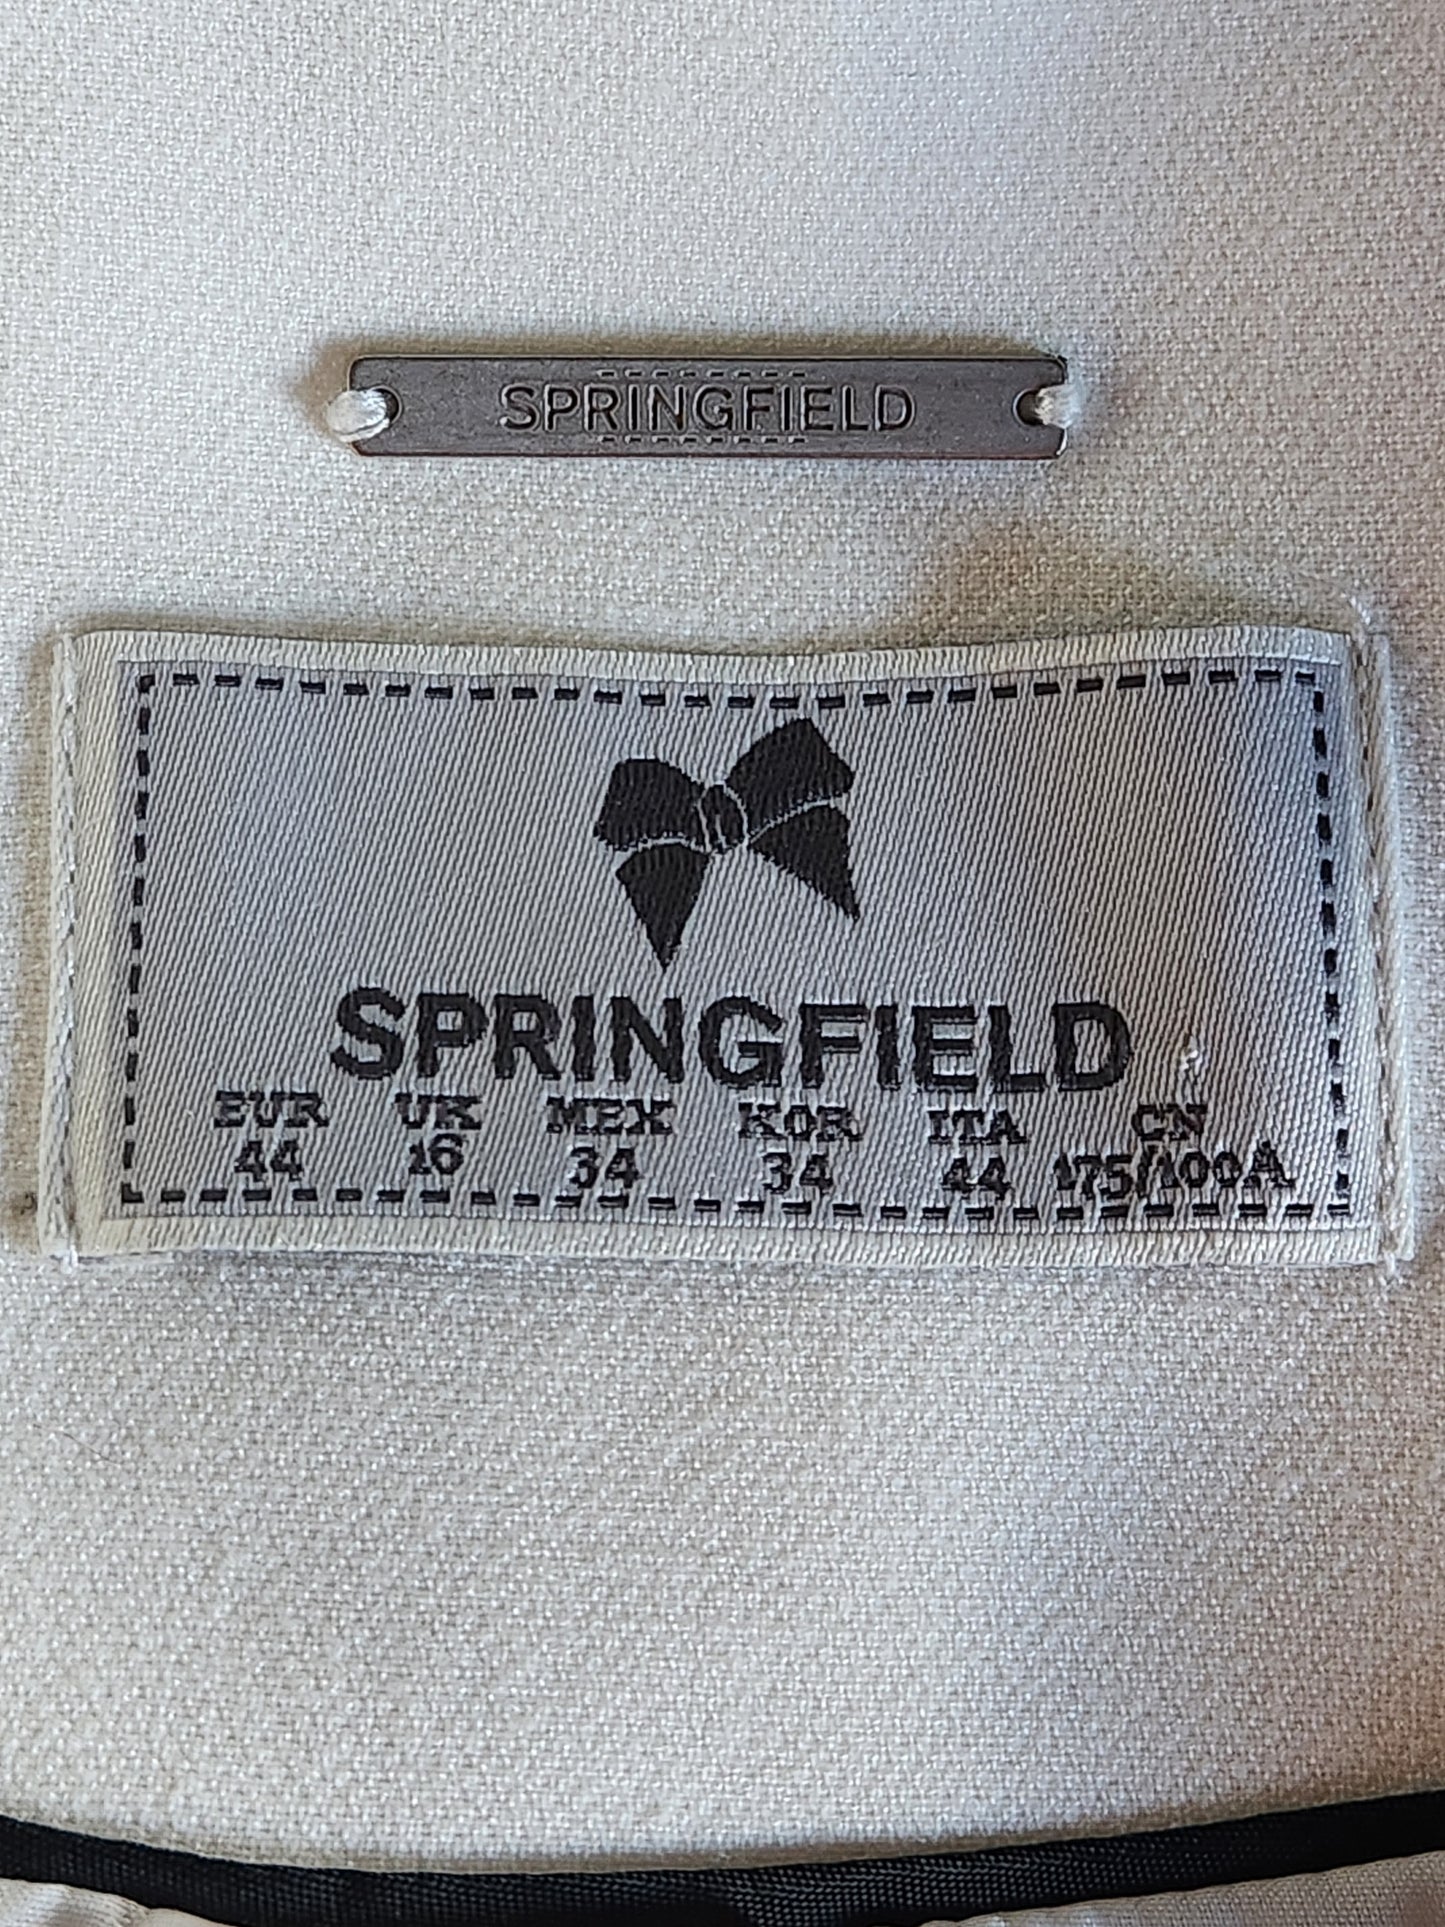 SPRINGFIELD
SPRINGFIELD
EUR UK MEX KOR ITA CN
44 16 34 34 44 175/100A